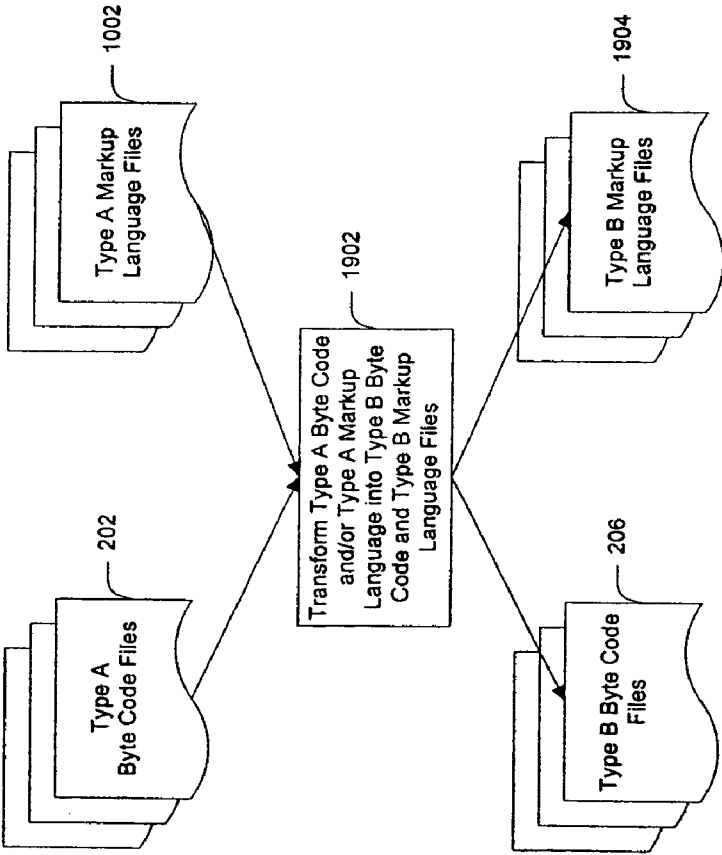 202
Type A
Byte Code Files
1002
Type A Markup
Language Files
1902
Transform Type A Byte Code
and/or Type A Markup
Language into Type B Byte
Code and Type B Markup
Language Files
206
Type B Byte Code
Files
1904
Type B Markup
Language Files